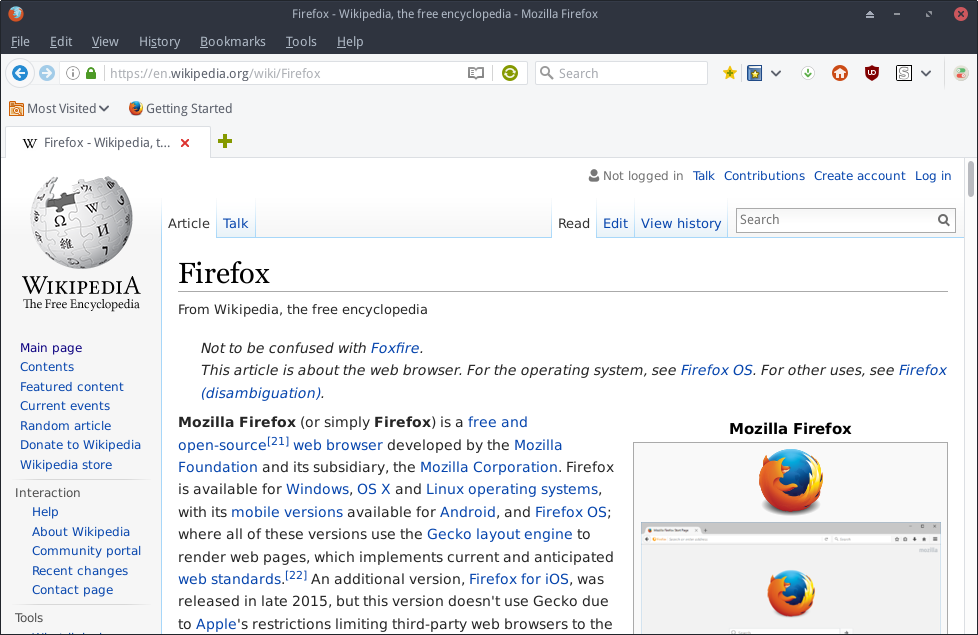 Firefox - Wikipedia, the free encyclopedia - Mozilla Firefox
File Edit View History Bookmarks Tools Help
https://en.wikipedia.org/wiki/Firefox Search
Most Visited Getting Started
W Firefox - Wikipedia, t...
Not logged in Talk Contributions Create account Log in
Article Talk Read Edit View history Search
WIKIPEDIA
The Free Encyclopedia
Main page
Contents
Featured content
Current events
Random article
Donate to Wikipedia
Wikipedia store
Interaction
Help
About Wikipedia
Community portal
Recent changes
Contact page
Tools
Firefox
From Wikipedia, the free encyclopedia
Not to be confused with Foxfire.
This article is about the web browser. For the operating system, see Firefox OS. For other uses, see Firefox
(disambiguation).
Mozilla Firefox (or simply Firefox) is a free and
open-source[21] web browser developed by the Mozilla
Foundation and its subsidiary, the Mozilla Corporation. Firefox
is available for Windows, OS X and Linux operating systems,
with its mobile versions available for Android, and Firefox OS;
where all of these versions use the Gecko layout engine to
render web pages, which implements current and anticipated
web standards.[22] An additional version, Firefox for iOS, was
released in late 2015, but this version doesn't use Gecko due
to Apple's restrictions limiting third-party web browsers to the
Mozilla Firefox
mozilla